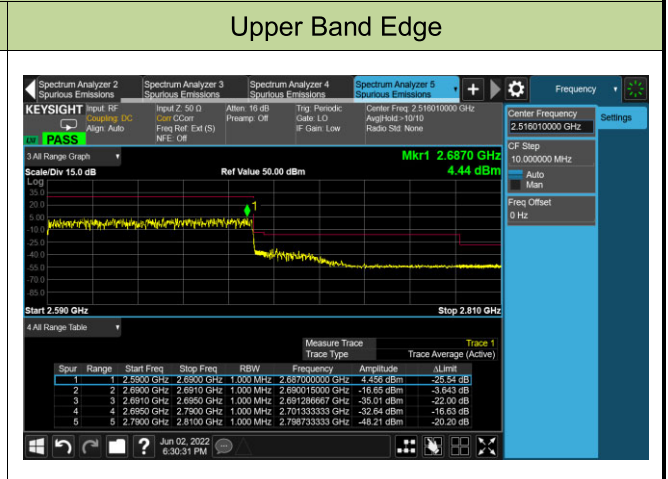 Upper Band Edge
Spectrum Analyzer 2
Spurious Emissions
Spectrum Analyzer 3
Spurious Emissions
Spectrum Analyzer 4
Spurious Emissions
Spectrum Analyzer 5
Spurious Emissions
Frequency
KEYSIGHT
Input: RF
Coupling: DC
Align: Auto
Input Z: 50 Ω
Corr CCorr
Freq Ref: Ext (S)
NFE: Off
Atten: 16 dB
Preamp: Off
Trig: Periodic
Gate: LO
IF Gain: Low
Center Freq: 2.516010000 GHz
Avg|Hold:>10/10
Radio Std: None
PASS
Center Frequency
2.516010000 GHz
Settings
CF Step
10.000000 MHz
Auto
Man
Freq Offset
0 Hz
3 All Range Graph
Mkr1 2.6870 GHz
Scale/Div 15.0 dB
Ref Value 50.00 dBm
4.44 dBm
Log
35.0
20.0
5.00
-10.0
-25.0
-40.0
-55.0
-70.0
-85.0
1
Start 2.590 GHz
Stop 2.810 GHz
4 All Range Table
Measure Trace
Trace 1
Trace Type
Trace Average (Active)
Spur Range Start Freq Stop Freq RBW Frequency Amplitude ΔLimit
1 1 2.5900 GHz 2.6900 GHz 1.000 MHz 2.687000000 GHz 4.456 dBm -25.54 dB
2 2 2.6900 GHz 2.6910 GHz 1.000 MHz 2.690015000 GHz -16.65 dBm -3.643 dB
3 3 2.6910 GHz 2.6950 GHz 1.000 MHz 2.691286667 GHz -35.01 dBm -22.00 dB
4 4 2.6950 GHz 2.7900 GHz 1.000 MHz 2.701333333 GHz -32.64 dBm -16.63 dB
5 5 2.7900 GHz 2.8100 GHz 1.000 MHz 2.798733333 GHz -48.21 dBm -20.20 dB
Jun 02, 2022
6:30:31 PM